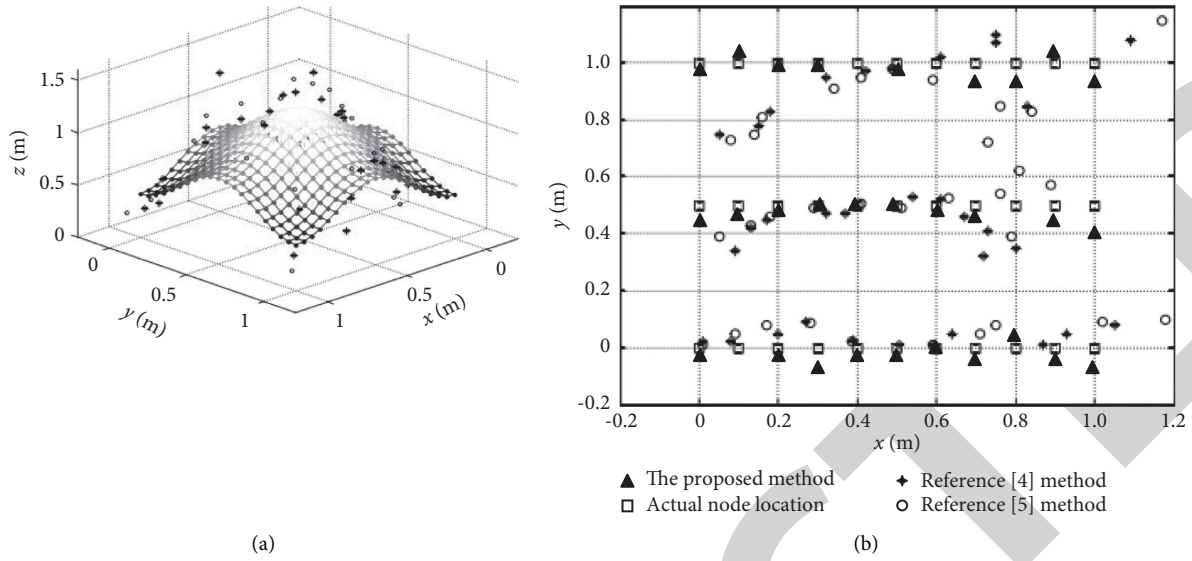 1.5
1
0.5
0
z (m)
0
0.5
1
y (m)
0
0.5
1
x (m)
(a)
1.0
0.8
0.6
0.4
0.2
0
-0.2
y (m)
-0.2
0
0.2
0.4
0.6
0.8
1.0
1.2
x (m)
The proposed method
Actual node location
Reference [4] method
Reference [5] method
(b)